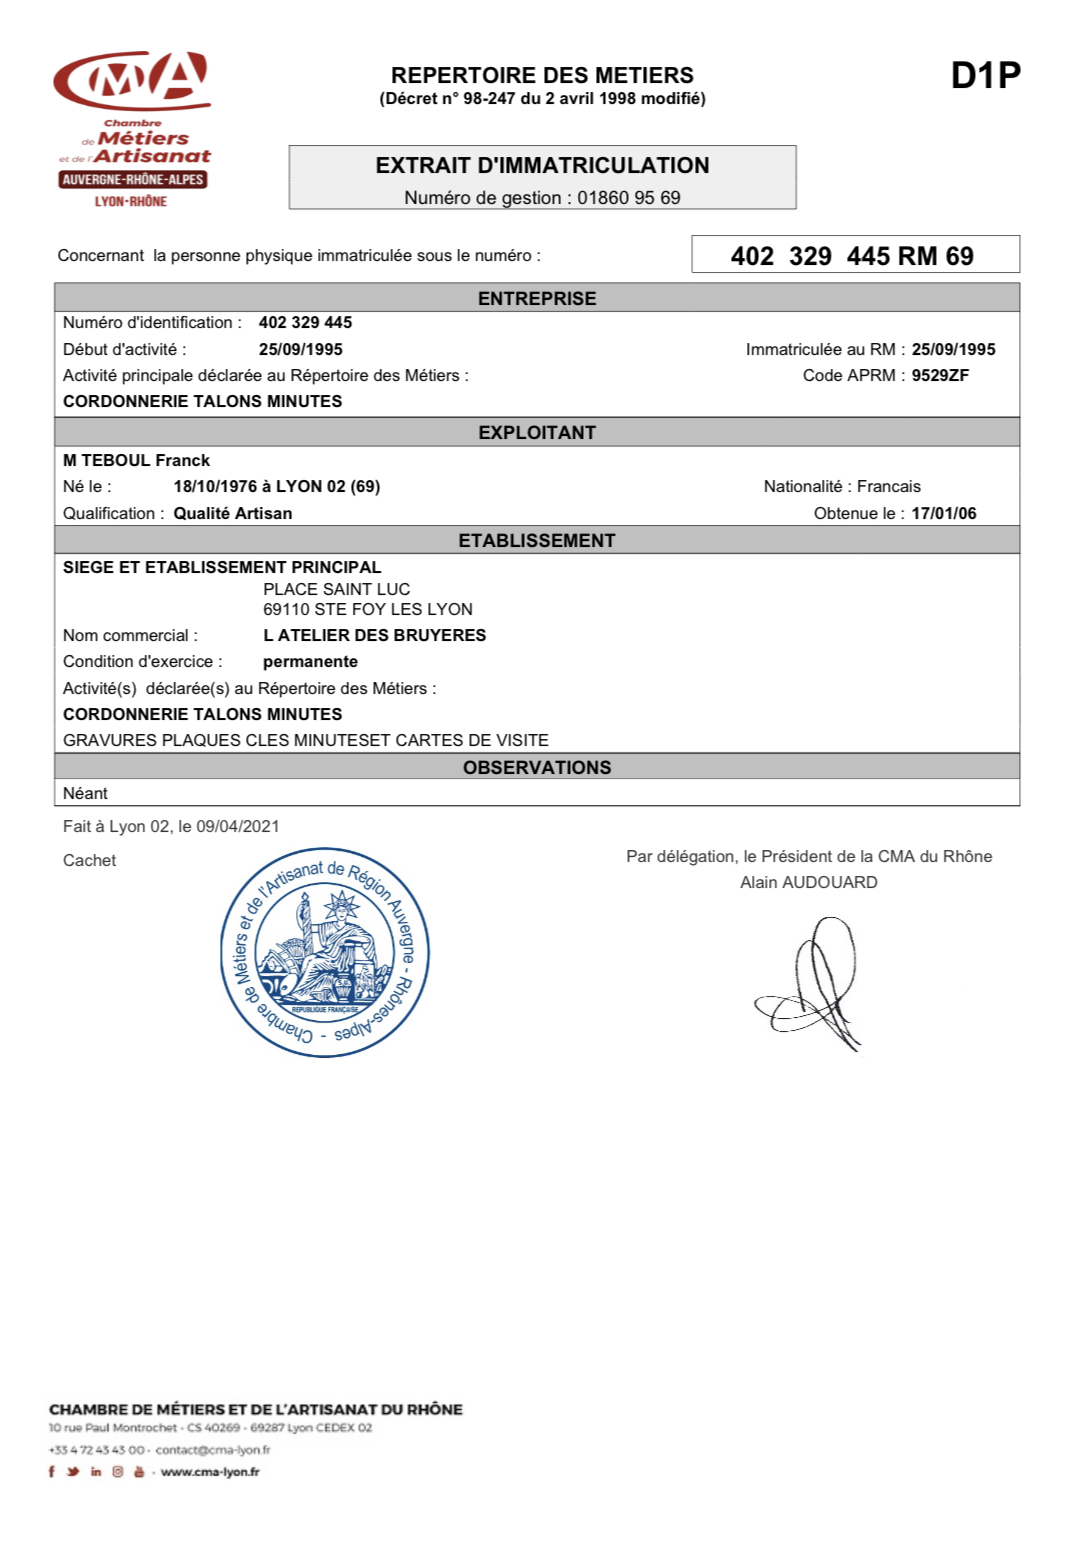 CMA
Chambre
de Métiers
et de l'Artisanat
AUVERGNE-RHÔNE-ALPES
LYON-RHÔNE
REPERTOIRE DES METIERS
(Décret n° 98-247 du 2 avril 1998 modifié)
D1P
EXTRAIT D'IMMATRICULATION
Numéro de gestion : 01860 95 69
Concernant la personne physique immatriculée sous le numéro :
402 329 445 RM 69
ENTREPRISE
Numéro d'identification : 402 329 445
Début d'activité : 25/09/1995 Immatriculée au RM : 25/09/1995
Activité principale déclarée au Répertoire des Métiers : Code APRM : 9529ZF
CORDONNERIE TALONS MINUTES
EXPLOITANT
M TEBOUL Franck
Né le : 18/10/1976 à LYON 02 (69) Nationalité : Francais
Qualification : Qualité Artisan Obtenue le : 17/01/06
ETABLISSEMENT
SIEGE ET ETABLISSEMENT PRINCIPAL
PLACE SAINT LUC
69110 STE FOY LES LYON
Nom commercial : L ATELIER DES BRUYERES
Condition d'exercice : permanente
Activité(s) déclarée(s) au Répertoire des Métiers :
CORDONNERIE TALONS MINUTES
GRAVURES PLAQUES CLES MINUTESET CARTES DE VISITE
OBSERVATIONS
Néant
Fait à Lyon 02, le 09/04/2021
Cachet
Par délégation, le Président de la CMA du Rhône
Alain AUDOUARD
Chambre de Métiers et de l'Artisanat de Région Auvergne - Rhônes-Alpes -
REPUBLIQUE FRANÇAISE
CHAMBRE DE MÉTIERS ET DE L'ARTISANAT DU RHÔNE
10 rue Paul Montrochet - CS 40269 - 69287 Lyon CEDEX 02
+33 4 72 43 43 00 - contact@cma-lyon.fr
www.cma-lyon.fr